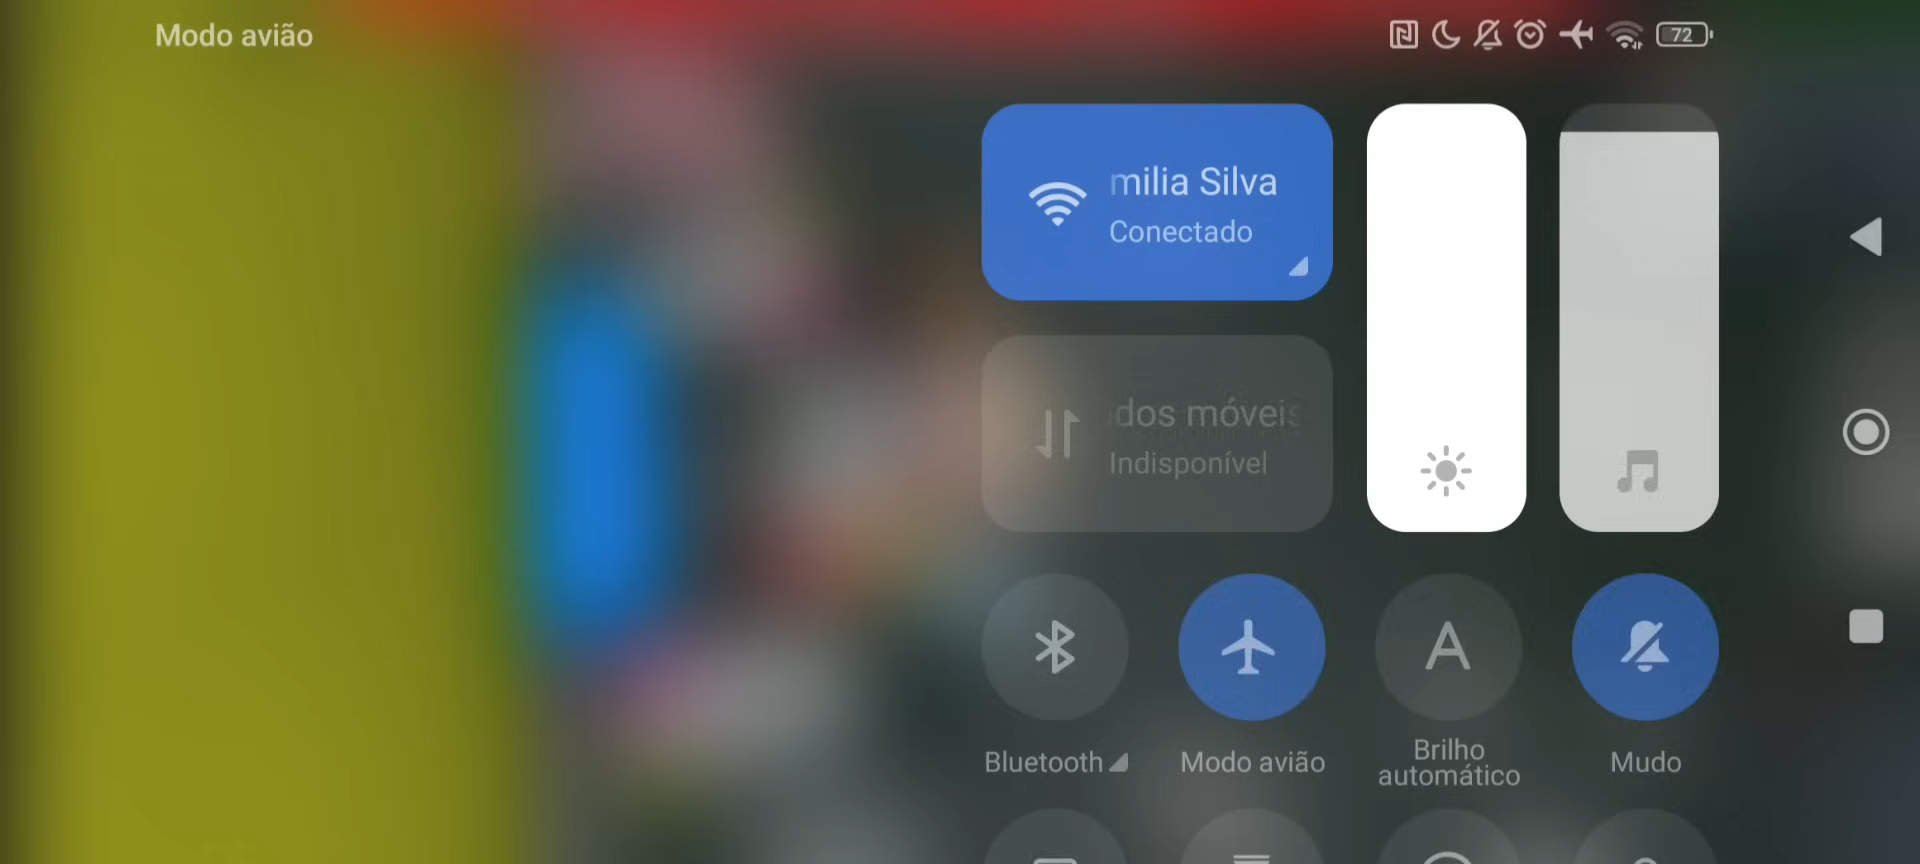 Modo avião
72
milia Silva
Conectado
dos móveis
Indisponível
A
Bluetooth
Modo avião
Brilho
automático
Mudo